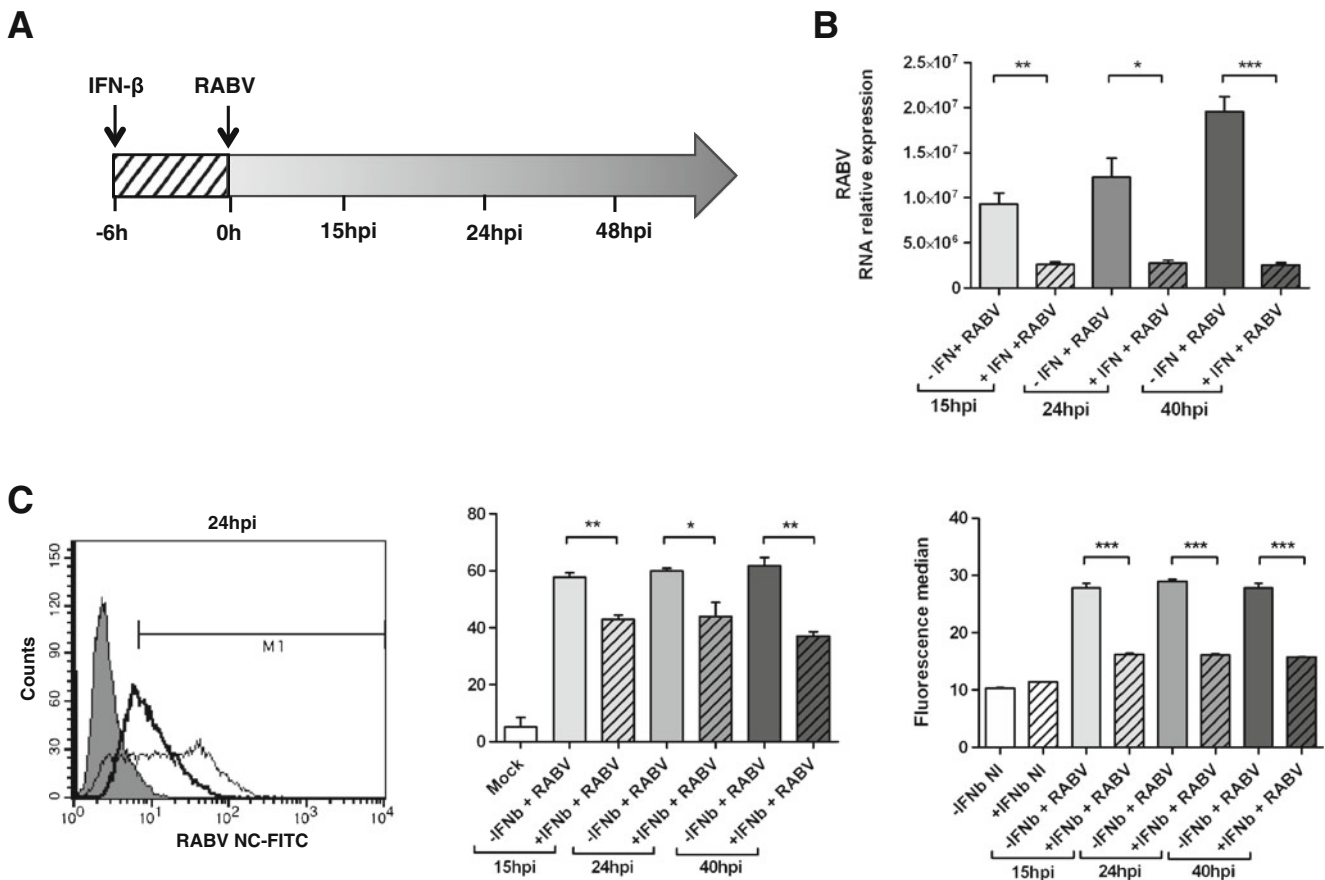 A
IFN-β
RABV
-6h
0h
15hpi
24hpi
48hpi
B
RABV
RNA relative expression
2.5×10⁷
2.0×10⁷
1.5×10⁷
1.0×10⁷
5.0×10⁶
0
**
*
***
- IFN+ RABV
+ IFN +RABV
- IFN + RABV
+ IFN + RABV
- IFN + RABV
+ IFN + RABV
15hpi
24hpi
40hpi
C
24hpi
Counts
150
120
90
60
30
0
M1
10⁰
10¹
10²
10³
10⁴
RABV NC-FITC
80
60
40
20
0
**
*
**
Mock
-IFNb + RABV
+IFNb + RABV
-IFNb + RABV
+IFNb + RABV
-IFNb + RABV
+IFNb + RABV
15hpi
24hpi
40hpi
Fluorescence median
40
30
20
10
0
***
***
***
-IFNb NI
+IFNb NI
-IFNb + RABV
+IFNb + RABV
-IFNb + RABV
+IFNb + RABV
-IFNb + RABV
+IFNb + RABV
15hpi
24hpi
40hpi